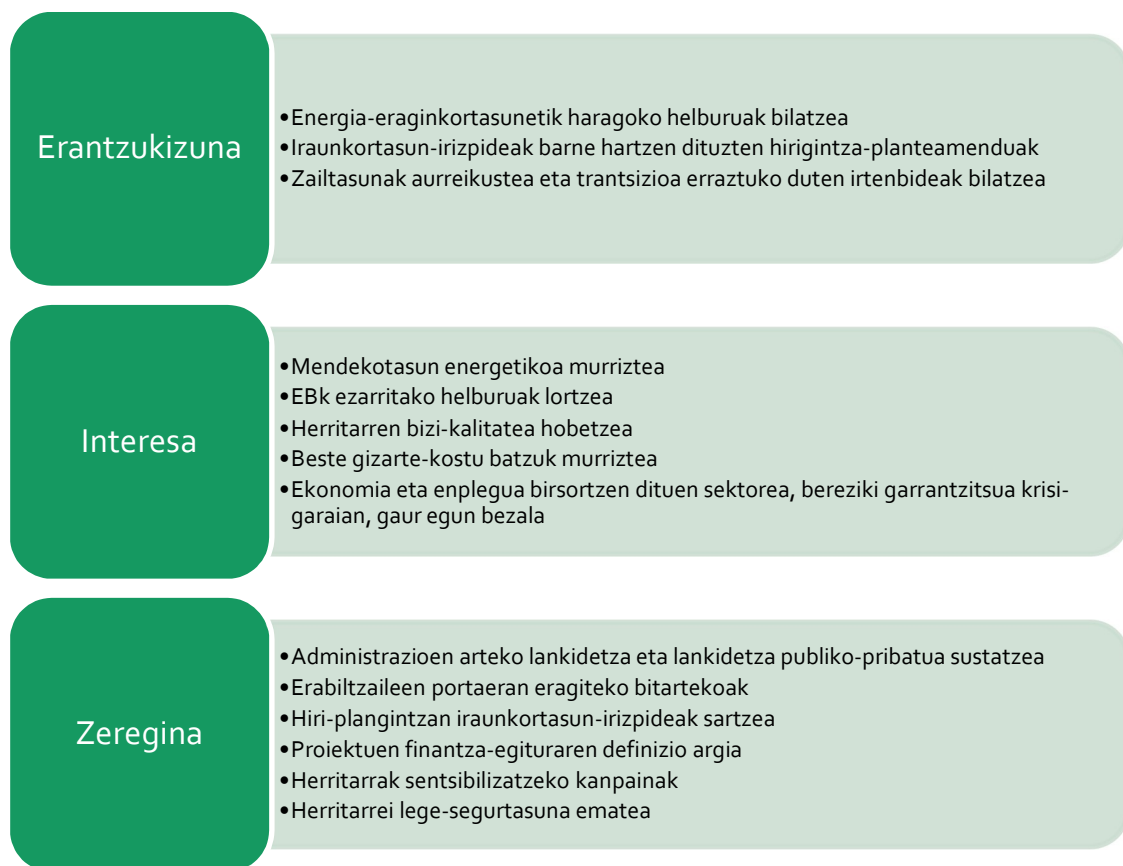 Erantzukizuna
•Energia-eraginkortasunetik haragoko helburuak bilatzea
•Iraunkortasun-irizpideak barne hartzen dituzten hirigintza-planteamenduak
•Zailtasunak aurreikustea eta trantsizioa erraztuko duten irtenbideak bilatzea
Interesa
•Mendekotasun energetikoa murriztea
•EBk ezarritako helburuak lortzea
•Herritarren bizi-kalitatea hobetzea
•Beste gizarte-kostu batzuk murriztea
•Ekonomia eta enplegua birsortzen dituen sektorea, bereziki garrantzitsua krisi-
garaian, gaur egun bezala
Zeregina
•Administrazioen arteko lankidetza eta lankidetza publiko-pribatua sustatzea
•Erabiltzaileen portaeran eragiteko bitartekoak
•Hiri-plangintzan iraunkortasun-irizpideak sartzea
•Proiektuen finantza-egituraren definizio argia
•Herritarrak sentsibilizatzeko kanpainak
•Herritarrei lege-segurtasuna ematea